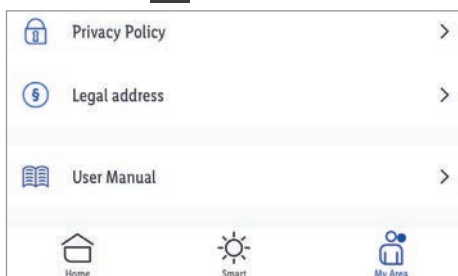 Privacy Policy
Legal address
User Manual
Home Smart My Area